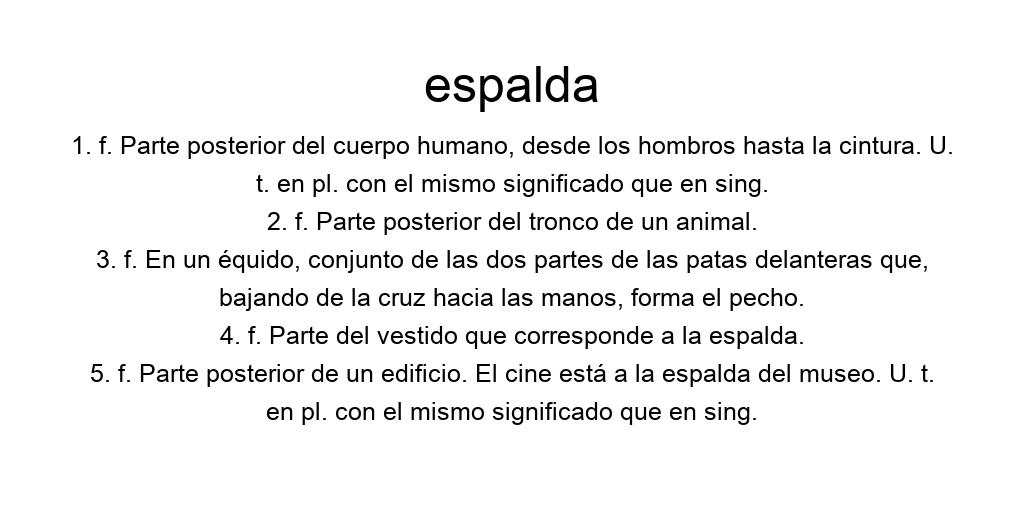 espalda
1. f. Parte posterior del cuerpo humano, desde los hombros hasta la cintura. U.
t. en pl. con el mismo significado que en sing.
2. f. Parte posterior del tronco de un animal.
3. f. En un équido, conjunto de las dos partes de las patas delanteras que,
bajando de la cruz hacia las manos, forma el pecho.
4. f. Parte del vestido que corresponde a la espalda.
5. f. Parte posterior de un edificio. El cine está a la espalda del museo. U. t.
en pl. con el mismo significado que en sing.